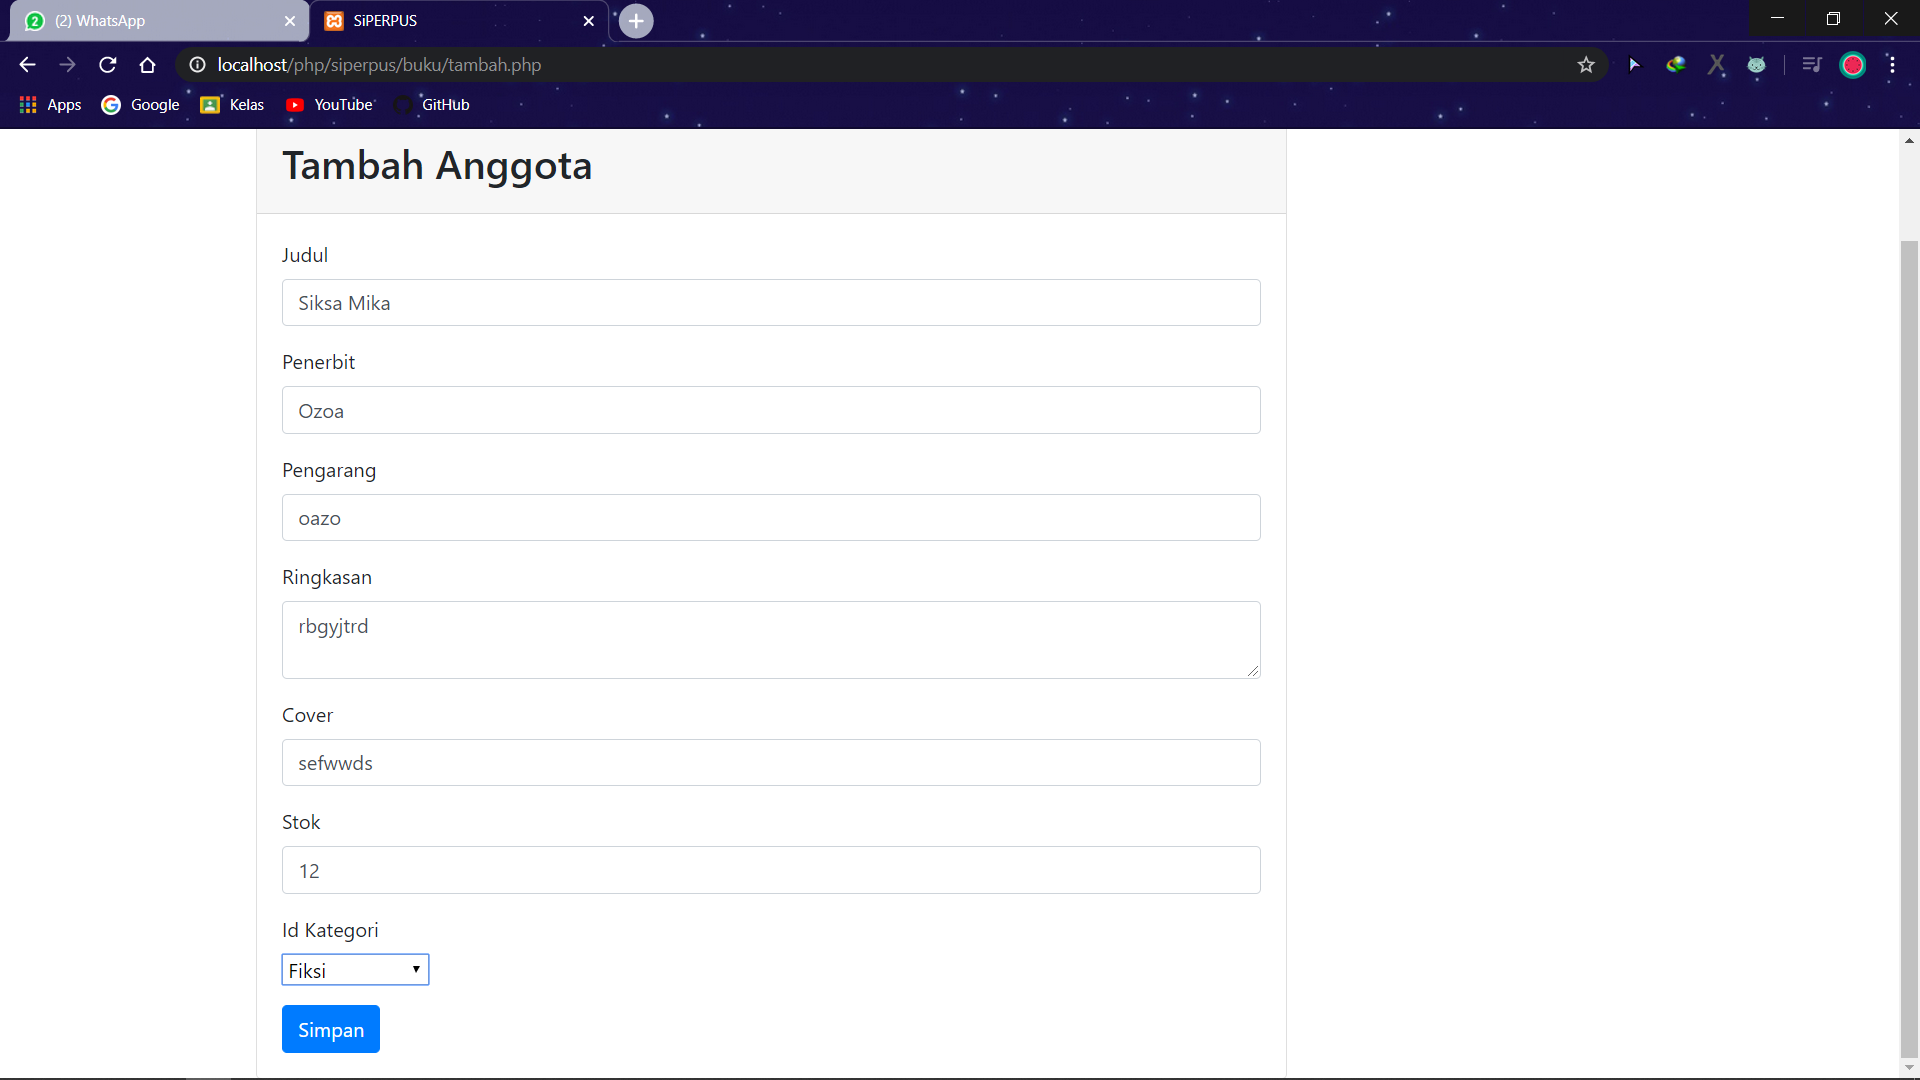 (2) WhatsApp
SiPERPUS
localhost/php/siperpus/buku/tambah.php
Apps
Google
Kelas
YouTube
GitHub
Tambah Anggota
Judul
Siksa Mika
Penerbit
Ozoa
Pengarang
oazo
Ringkasan
rbgyjtrd
Cover
sefwwds
Stok
12
Id Kategori
Fiksi
Simpan